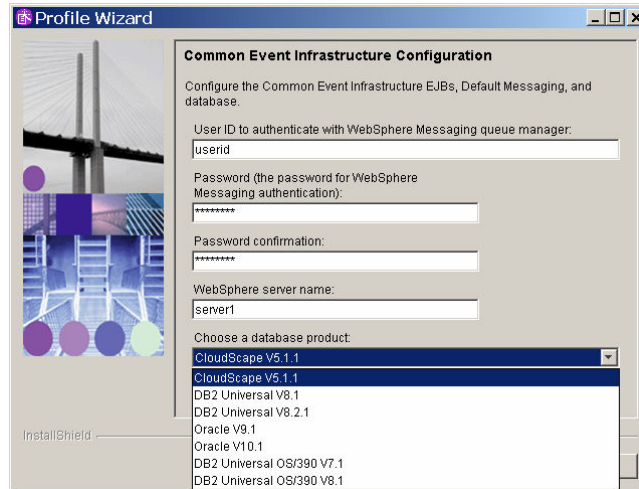 Profile Wizard
Common Event Infrastructure Configuration
Configure the Common Event Infrastructure EJBs, Default Messaging, and
database.
User ID to authenticate with WebSphere Messaging queue manager:
userid
Password (the password for WebSphere
Messaging authentication):
********
Password confirmation:
********
WebSphere server name:
server1
Choose a database product:
CloudScape V5.1.1
CloudScape V5.1.1
DB2 Universal V8.1
DB2 Universal V8.2.1
Oracle V9.1
Oracle V10.1
DB2 Universal OS/390 V7.1
DB2 Universal OS/390 V8.1
InstallShield